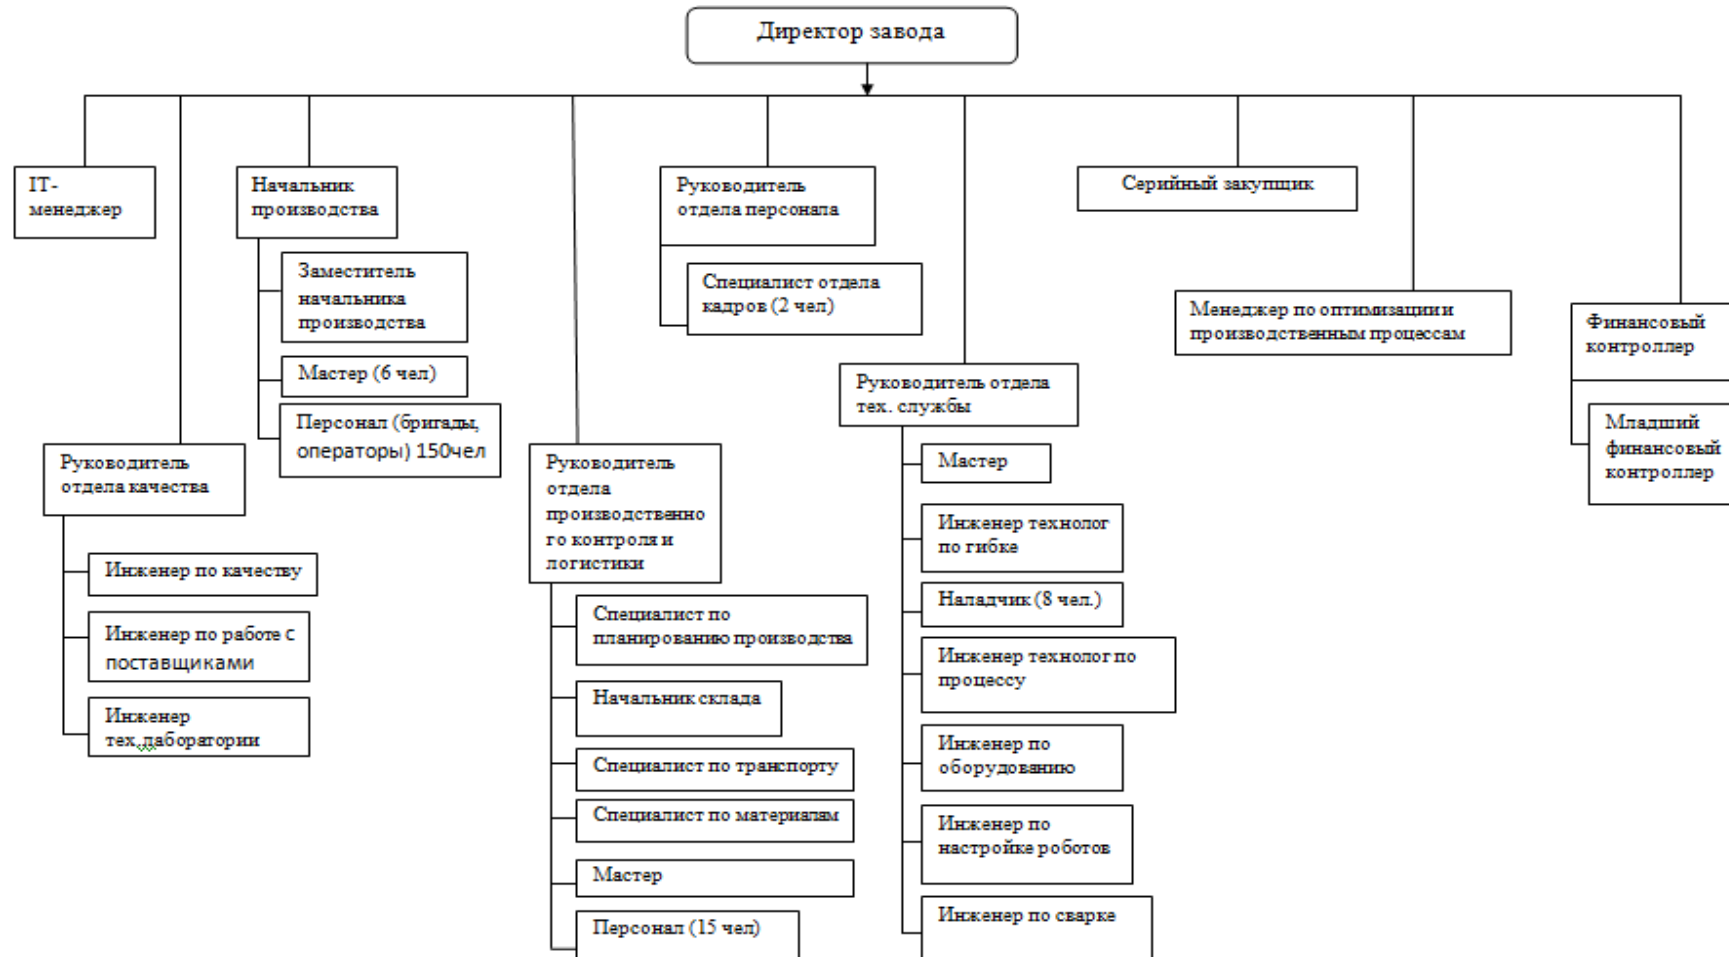 Директор завода
IT-
менеджер
Начальник
производства
Заместитель
начальника
производства
Мастер (6 чел)
Персонал (бригады,
операторы) 150чел
Руководитель
отдела качества
Инженер по качеству
Инженер по работе с
поставщиками
Инженер
тех.лаборатории
Руководитель
отдела
производственно
го контроля и
логистики
Специалист по
планированию производства
Начальник склада
Специалист по транспорту
Специалист по материалам
Мастер
Персонал (15 чел)
Руководитель
отдела персонала
Специалист отдела
кадров (2 чел)
Руководитель отдела
тех. службы
Мастер
Инженер технолог
по гибке
Наладчик (8 чел.)
Инженер технолог по
процессу
Инженер по
оборудованию
Инженер по
настройке роботов
Инженер по сварке
Серийный закупщик
Менеджер по оптимизации и
производственным процессам
Финансовый
контроллер
Младший
финансовый
контроллер